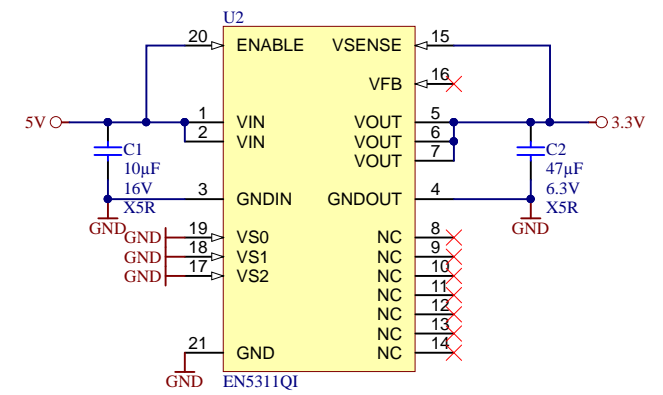 U2
20 ENABLE VSENSE 15
VFB 16
5V 1 VIN VOUT 5 3.3V
2 VIN VOUT 6
VOUT 7
C1
10µF
16V
X5R
C2
47µF
6.3V
X5R
3 GNDIN GNDOUT 4
GND GND
GND 19 VS0 NC 8
GND 18 VS1 NC 9
GND 17 VS2 NC 10
NC 11
NC 12
NC 13
21 GND NC 14
GND EN5311QI